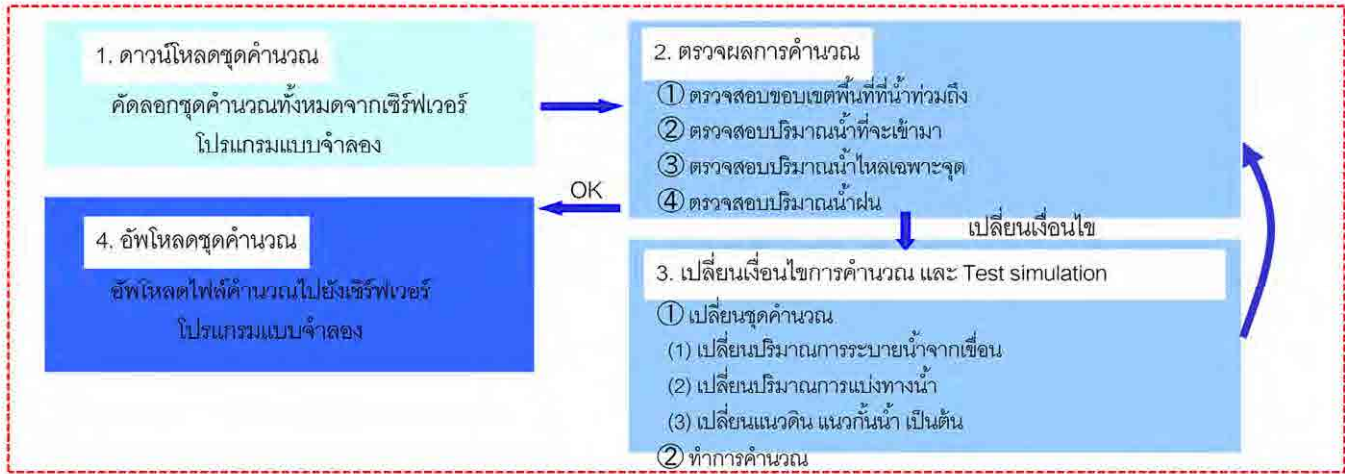 1. ดาวน์โหลดชุดคำนวณ
คัดลอกชุดคำนวณทั้งหมดจากเซิร์ฟเวอร์
โปรแกรมแบบจำลอง
2. ตรวจผลการคำนวณ
① ตรวจสอบขอบเขตพื้นที่ที่น้ำท่วมถึง
② ตรวจสอบปริมาณน้ำที่จะเข้ามา
③ ตรวจสอบปริมาณน้ำไหลเฉพาะจุด
④ ตรวจสอบปริมาณน้ำฝน
OK
เปลี่ยนเงื่อนไข
3. เปลี่ยนเงื่อนไขการคำนวณ และ Test simulation
① เปลี่ยนชุดคำนวณ
(1) เปลี่ยนปริมาณการระบายน้ำจากเขื่อน
(2) เปลี่ยนปริมาณการแบ่งทางน้ำ
(3) เปลี่ยนแนวดิน แนวกั้นน้ำ เป็นต้น
② ทำการคำนวณ
4. อัพโหลดชุดคำนวณ
อัพโหลดไฟล์คำนวณไปยังเซิร์ฟเวอร์
โปรแกรมแบบจำลอง